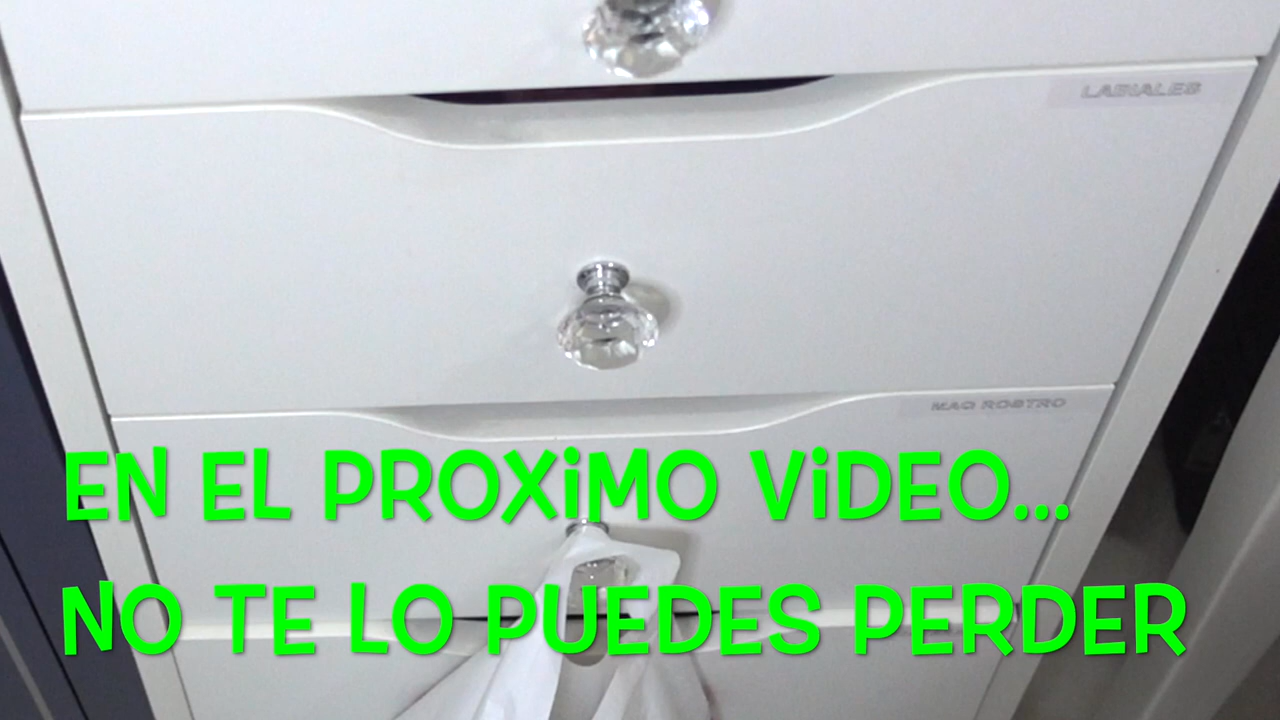 LABIALES
MAQ ROSTRO
EN EL PROXiMO ViDEO...
NO TE LO PUEDES PERDER